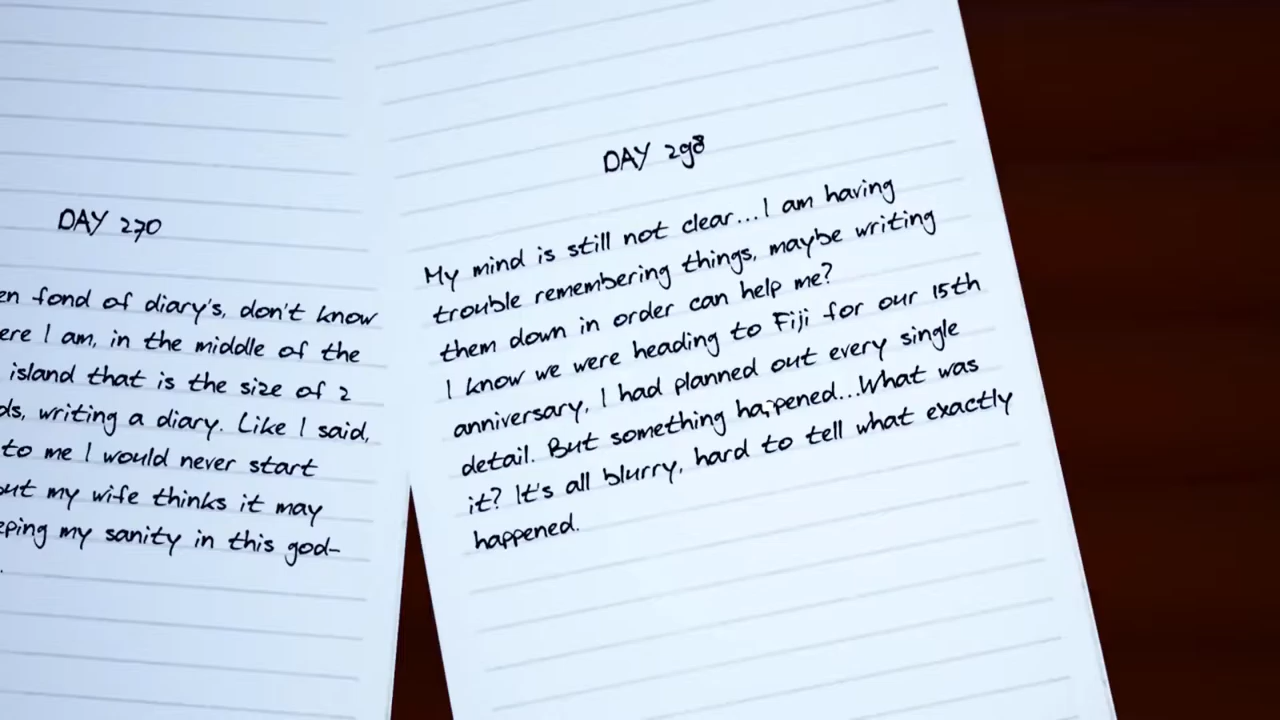 DAY 270
en fond of diary's, don't know
ere I am, in the middle of the
island that is the size of 2
ds, writing a diary. Like I said,
to me I would never start
out my wife thinks it may
eping my sanity in this god-
.
DAY 298
My mind is still not clear...I am having
trouble remembering things, maybe writing
them down in order can help me?
I know we were heading to Fiji for our 15th
anniversary, I had planned out every single
detail. But something happened...What was
it? It's all blurry, hard to tell what exactly
happened.